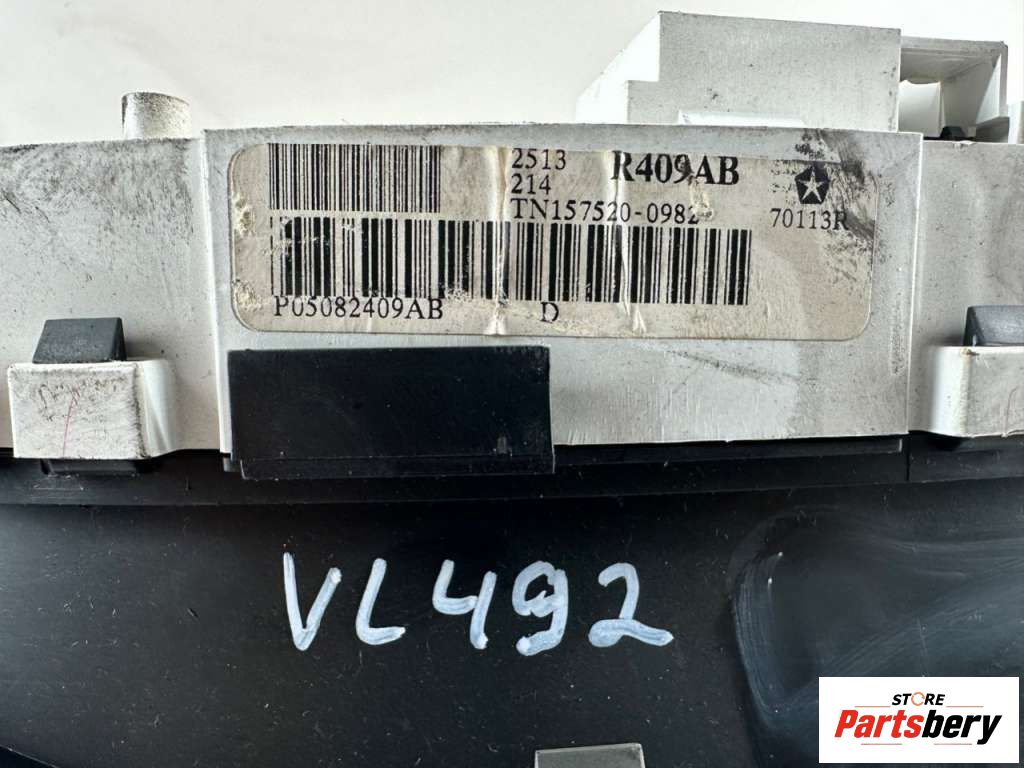 2513 R409AB
214
TN157520-0982
70113R
P05082409AB D
VL492
STORE
Partsbery